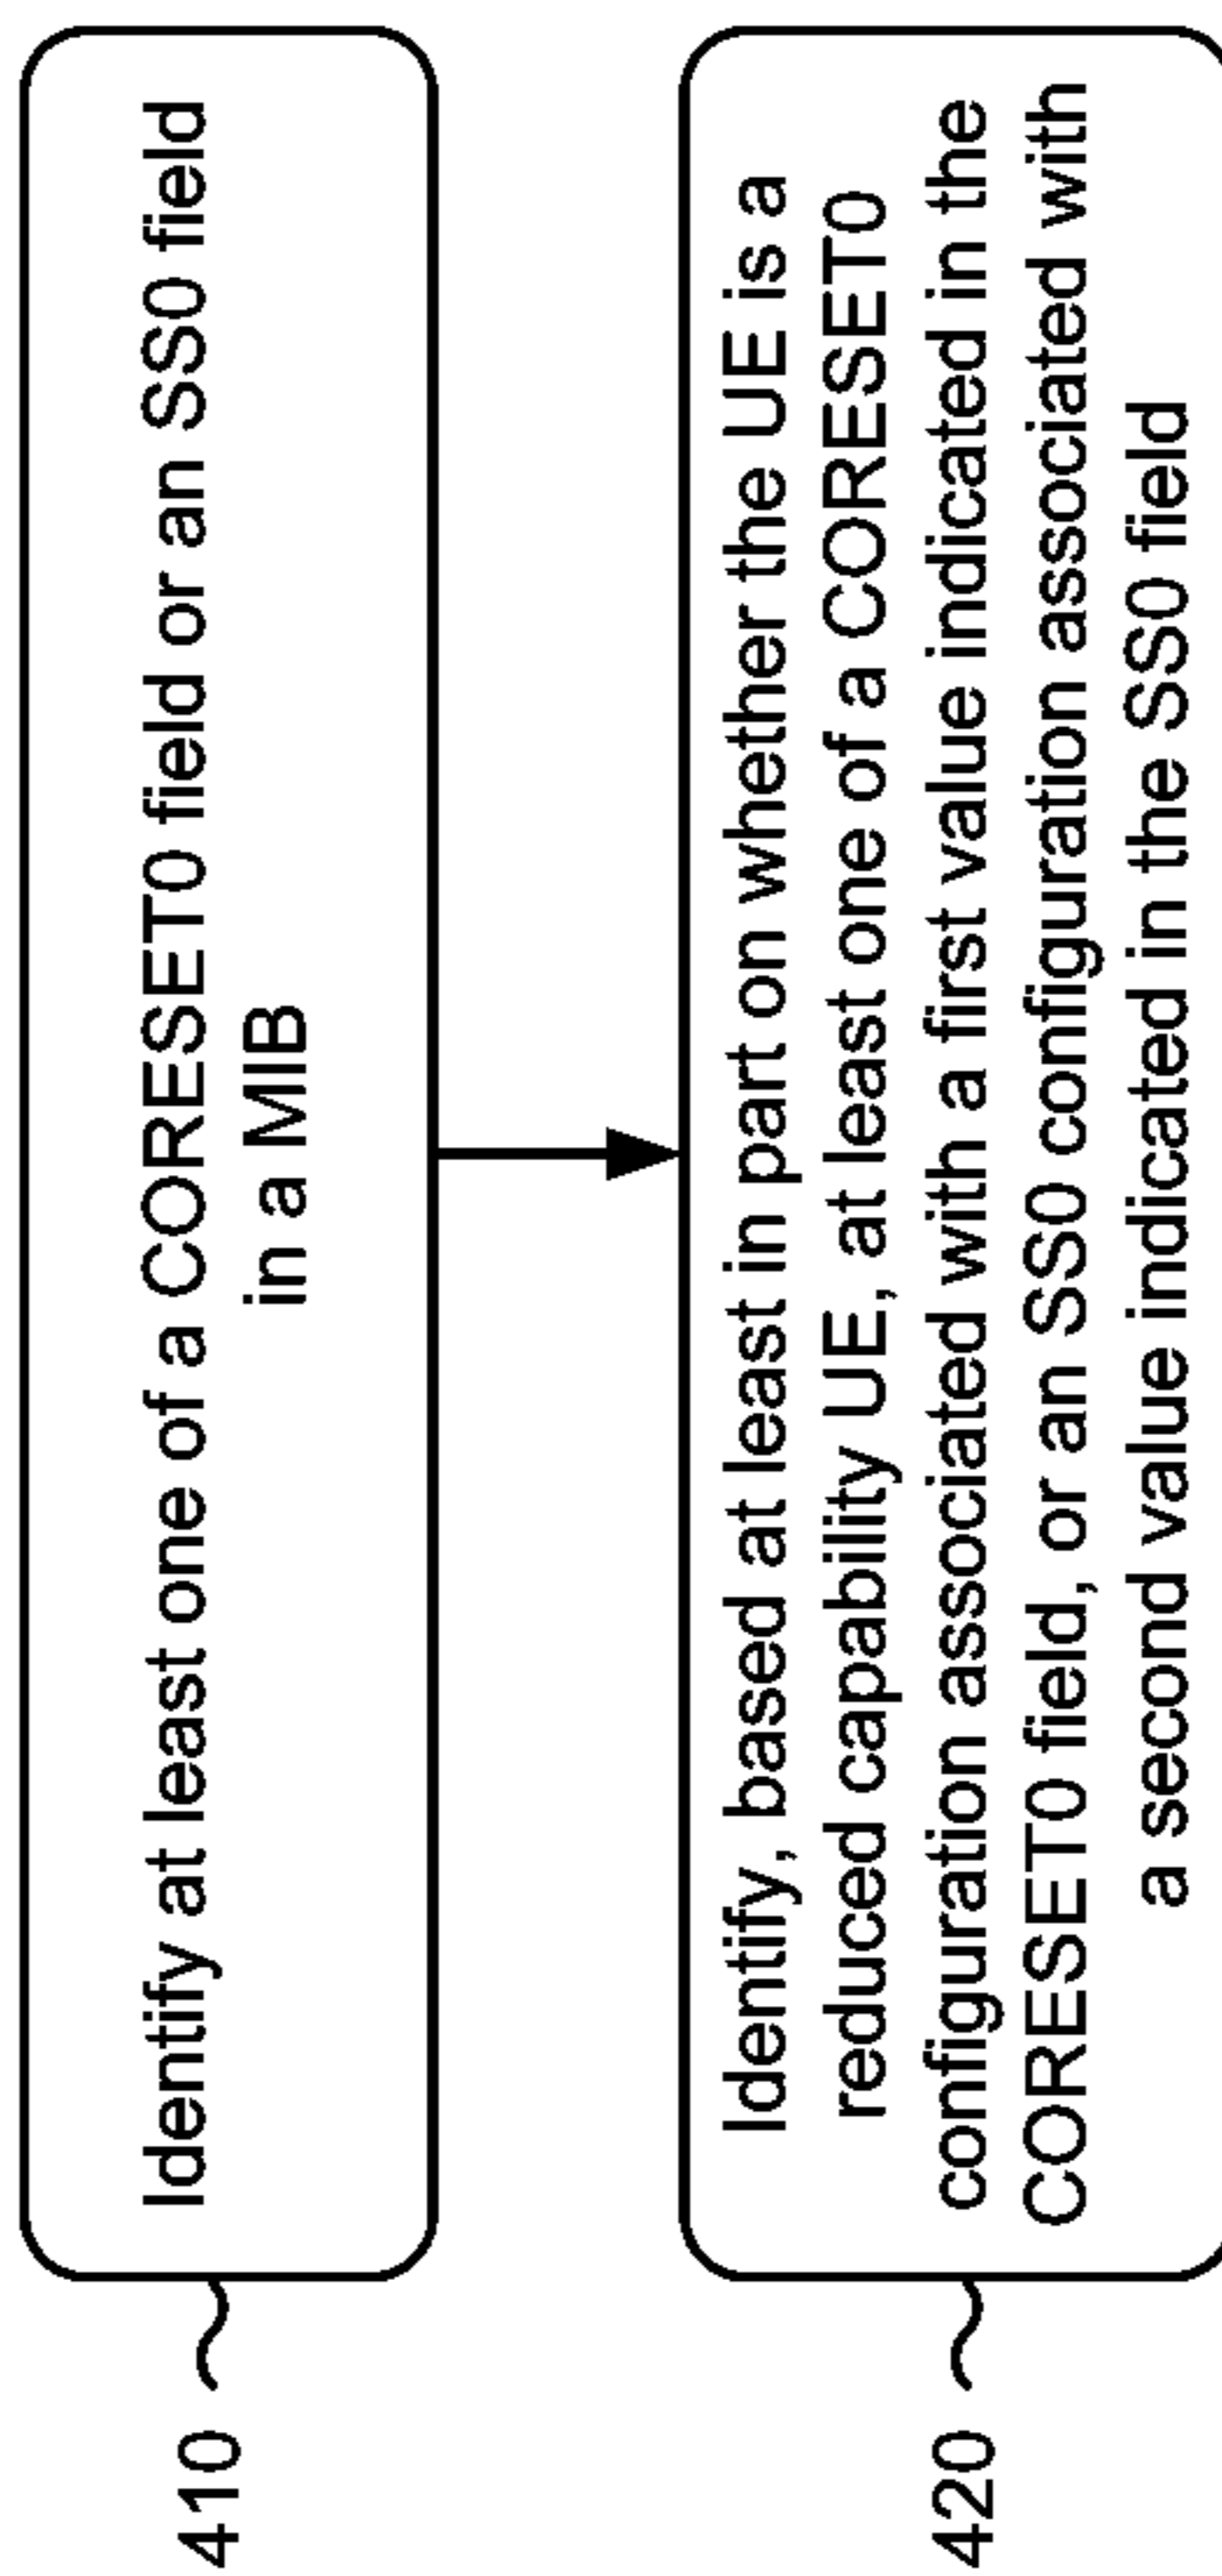 410
Identify at least one of a CORESET0 field or an SS0 field
in a MIB
420
Identify, based at least in part on whether the UE is a
reduced capability UE, at least one of a CORESET0
configuration associated with a first value indicated in the
CORESET0 field, or an SS0 configuration associated with
a second value indicated in the SS0 field